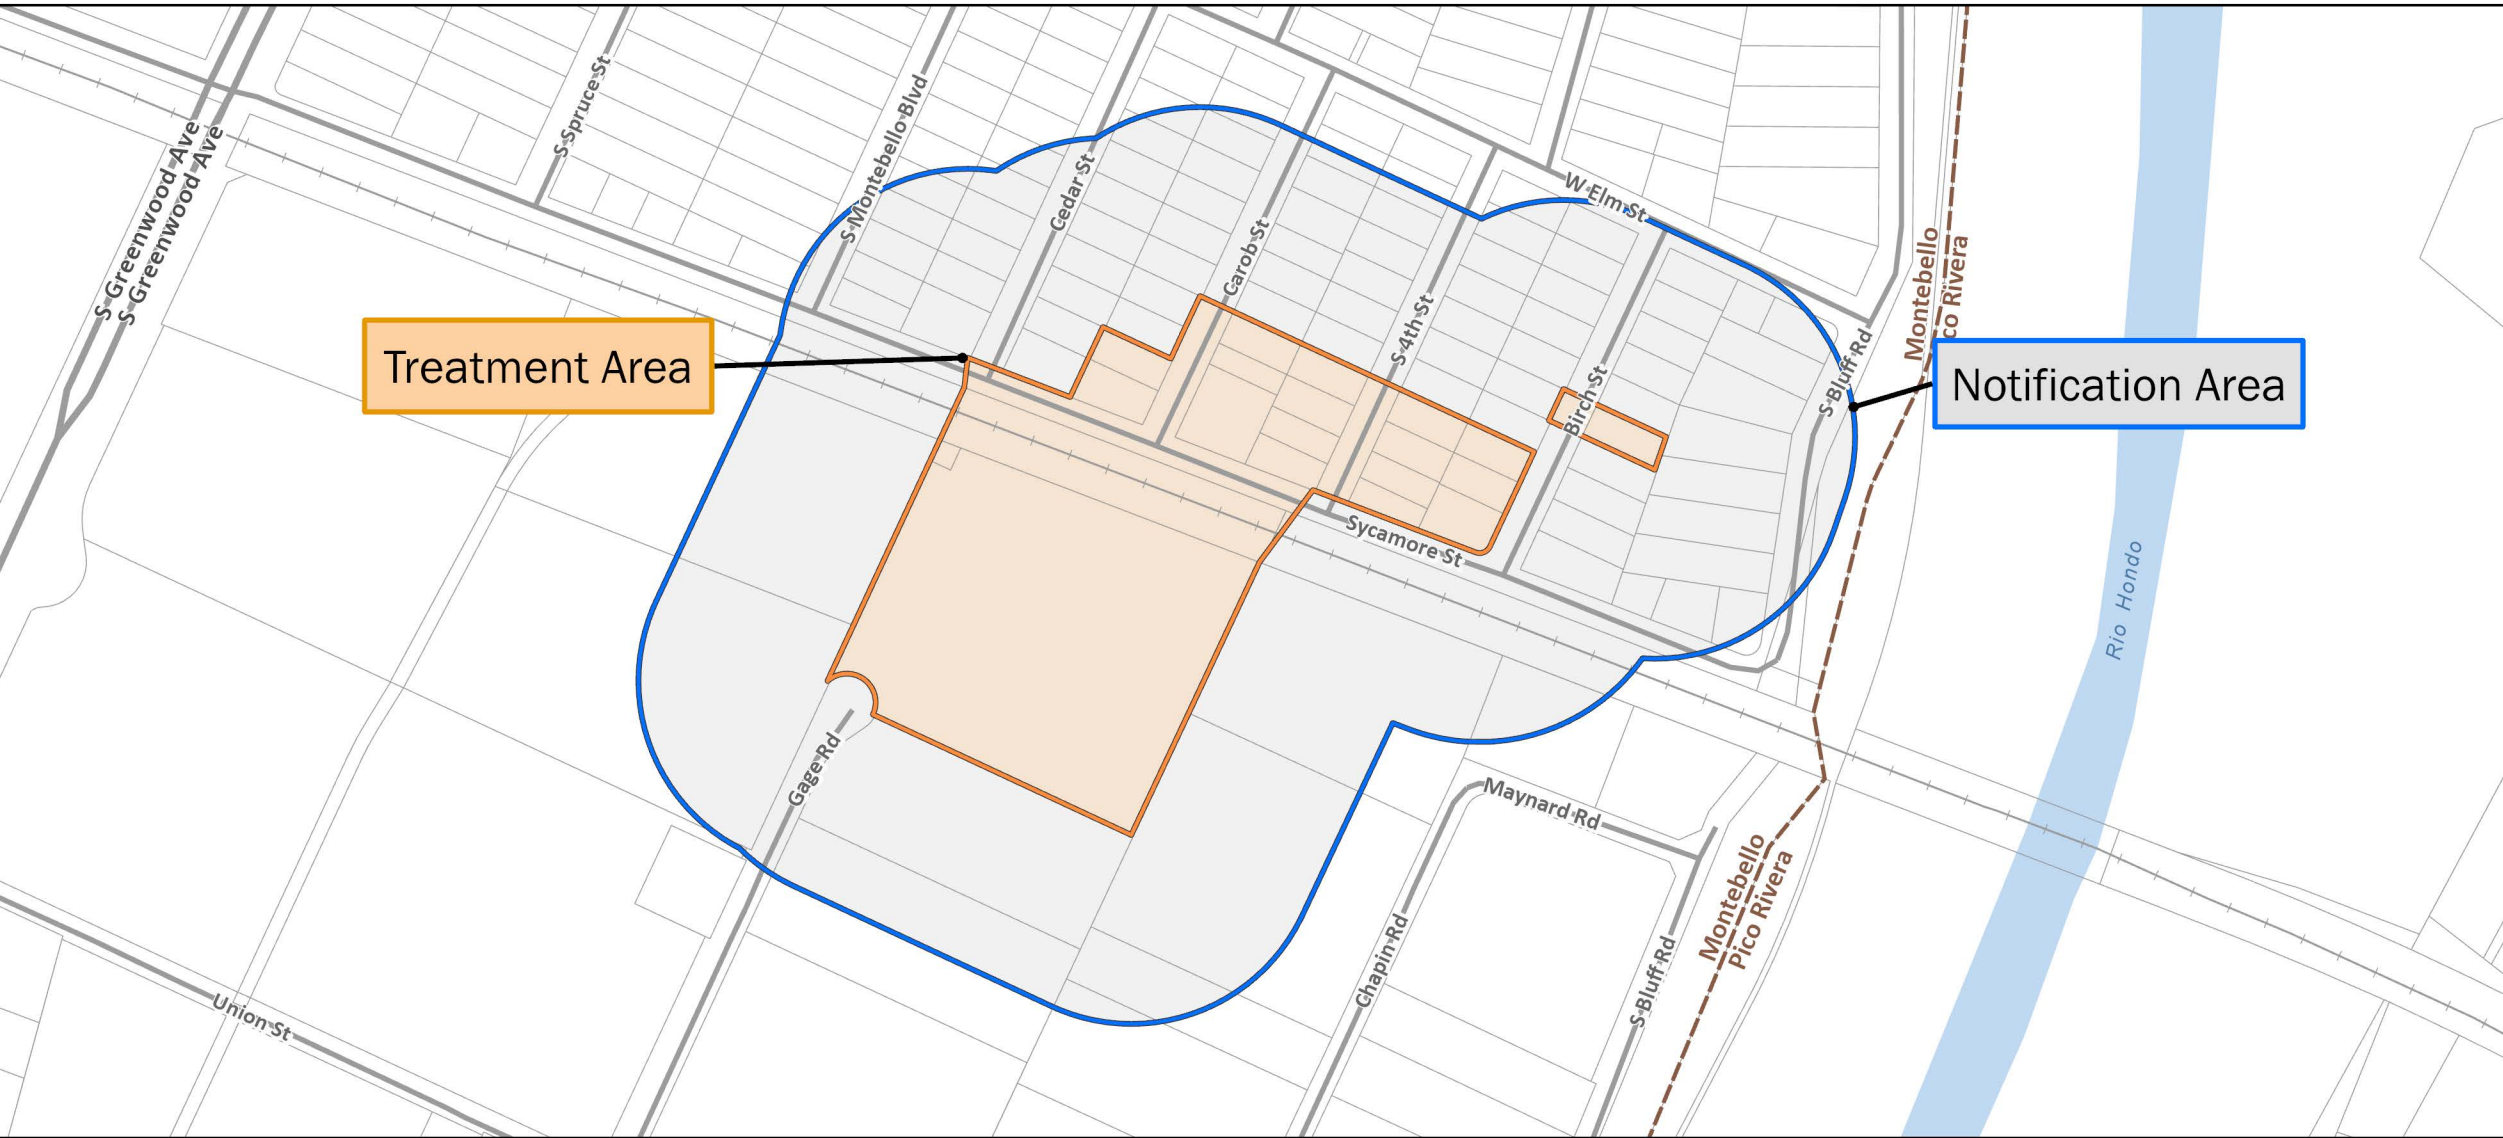 S Spruce St
S Montebello Blvd
Cedar St
Carob St
W Elm St
S Greenwood Ave
S Greenwood Ave
Montebello
co Rivera
S 4th St
Birch St
S Bluff Rd
Treatment Area
Notification Area
Sycamore St
Rio Hondo
Gage Rd
Maynard Rd
Montebello
Pico Rivera
Chapin Rd
S Bluff Rd
Union St